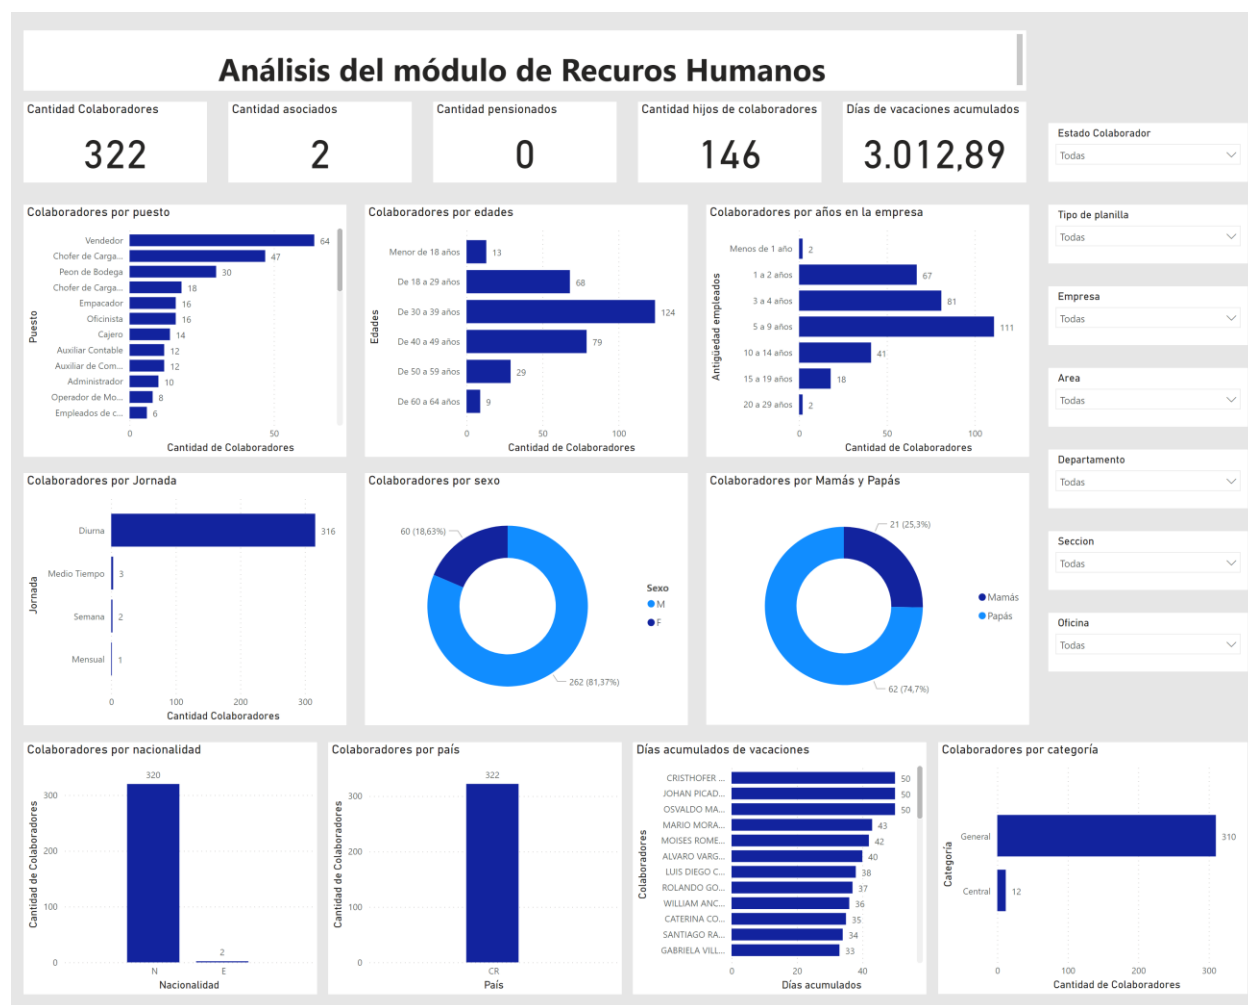 Análisis del módulo de Recuros Humanos
Cantidad Colaboradores
322
Cantidad asociados
2
Cantidad pensionados
0
Cantidad hijos de colaboradores
146
Días de vacaciones acumulados
3.012,89
Estado Colaborador
Todas
Tipo de planilla
Todas
Empresa
Todas
Area
Todas
Departamento
Todas
Seccion
Todas
Oficina
Todas
Colaboradores por puesto
Puesto
Vendedor 64
Chofer de Carga... 47
Peon de Bodega 30
Chofer de Carga... 18
Empacador 16
Oficinista 16
Cajero 14
Auxiliar Contable 12
Auxiliar de Com... 12
Administrador 10
Operador de Mo... 8
Empleados de c... 6
0 50
Cantidad de Colaboradores
Colaboradores por edades
Edades
Menor de 18 años 13
De 18 a 29 años 68
De 30 a 39 años 124
De 40 a 49 años 79
De 50 a 59 años 29
De 60 a 64 años 9
0 50 100
Cantidad de Colaboradores
Colaboradores por años en la empresa
Antigüedad empleados
Menos de 1 año 2
1 a 2 años 67
3 a 4 años 81
5 a 9 años 111
10 a 14 años 41
15 a 19 años 18
20 a 29 años 2
0 50 100
Cantidad de Colaboradores
Colaboradores por Jornada
Jornada
Diurna 316
Medio Tiempo 3
Semana 2
Mensual 1
0 100 200 300
Cantidad Colaboradores
Colaboradores por sexo
60 (18,63%)
262 (81,37%)
Sexo
M
F
Colaboradores por Mamás y Papás
21 (25,3%)
62 (74,7%)
Mamás
Papás
Colaboradores por nacionalidad
Cantidad de Colaboradores
300
200
100
0
320
2
N E
Nacionalidad
Colaboradores por país
Cantidad de Colaboradores
300
200
100
0
322
CR
País
Días acumulados de vacaciones
Colaboradores
CRISTHOFER ... 50
JOHAN PICAD... 50
OSVALDO MA... 50
MARIO MORA... 43
MOISES ROME... 42
ALVARO VARG... 40
LUIS DIEGO C... 38
ROLANDO GO... 37
WILLIAM ANC... 36
CATERINA CO... 35
SANTIAGO RA... 34
GABRIELA VILL... 33
0 20 40
Días acumulados
Colaboradores por categoría
Categoría
General 310
Central 12
0 100 200 300
Cantidad de Colaboradores